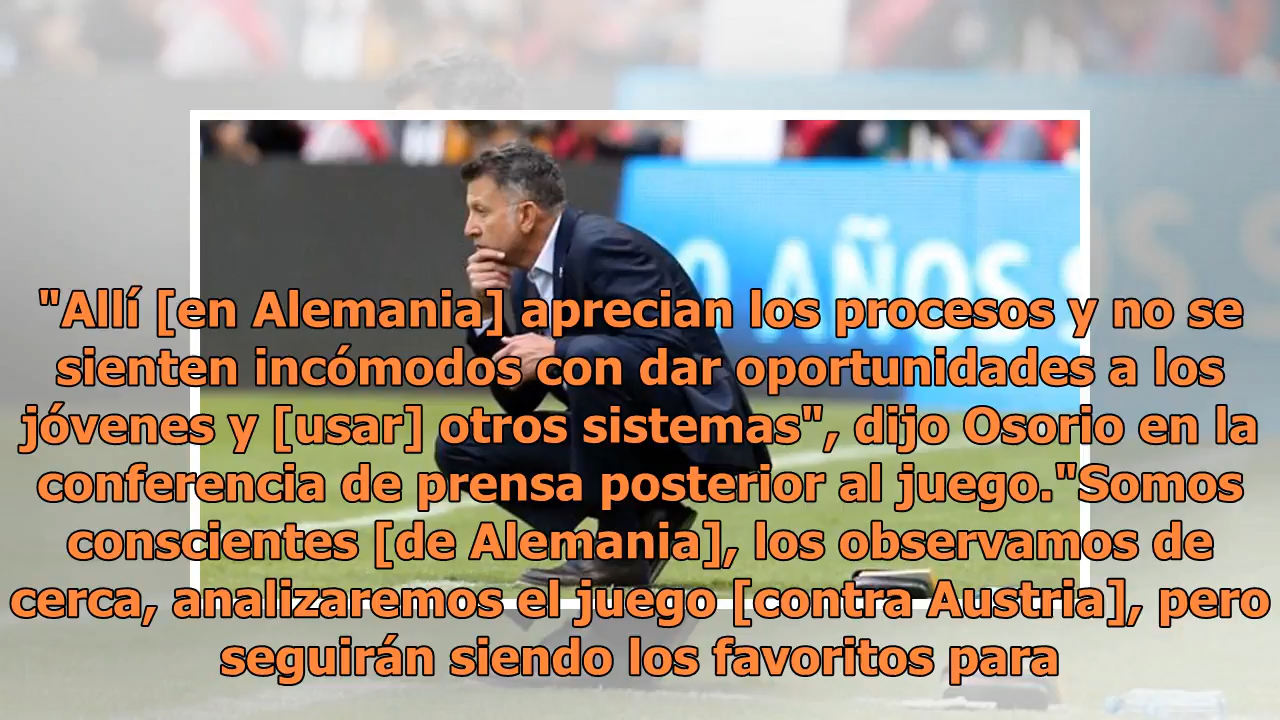 0 AÑOS S
"Allí [en Alemania] aprecian los procesos y no se
sienten incómodos con dar oportunidades a los
jóvenes y [usar] otros sistemas", dijo Osorio en la
conferencia de prensa posterior al juego."Somos
conscientes [de Alemania], los observamos de
cerca, analizaremos el juego [contra Austria], pero
seguirán siendo los favoritos para